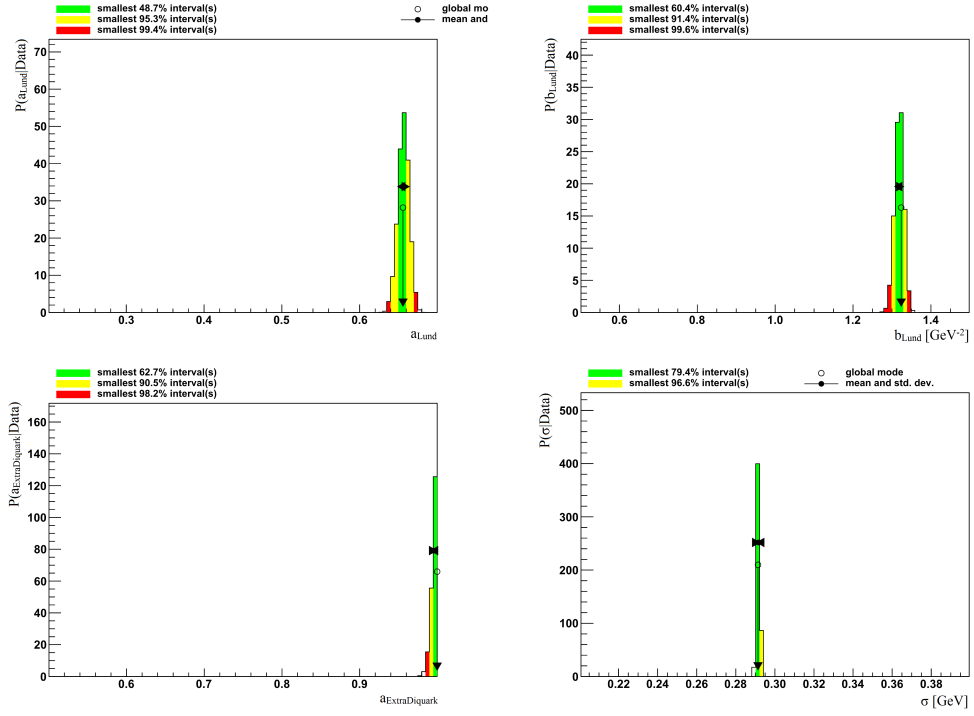 smallest 48.7% interval(s)
smallest 95.3% interval(s)
smallest 99.4% interval(s)
global mo
mean and
P(a_Lund|Data)
70
60
50
40
30
20
10
0
0.3 0.4 0.5 0.6
a_Lund
smallest 60.4% interval(s)
smallest 91.4% interval(s)
smallest 99.6% interval(s)
P(b_Lund|Data)
40
35
30
25
20
15
10
5
0
0.6 0.8 1.0 1.2 1.4
b_Lund [GeV^-2]
smallest 62.7% interval(s)
smallest 90.5% interval(s)
smallest 98.2% interval(s)
P(a_ExtraDiquark|Data)
160
140
120
100
80
60
40
20
0
0.6 0.7 0.8 0.9
a_ExtraDiquark
smallest 79.4% interval(s)
smallest 96.6% interval(s)
global mode
mean and std. dev.
P(σ|Data)
500
400
300
200
100
0
0.22 0.24 0.26 0.28 0.30 0.32 0.34 0.36 0.38
σ [GeV]